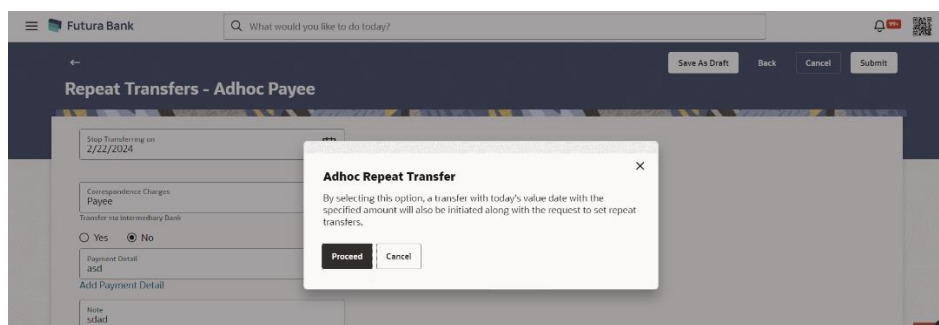 Futura Bank
What would you like to do today?
99+
Save As Draft
Back
Cancel
Submit
Repeat Transfers - Adhoc Payee
Stop Transferring on
2/22/2024
Correspondence Charges
Payee
Transfer via Intermediary Bank
Yes
No
Payment Detail
asd
Add Payment Detail
Note
sdad
Adhoc Repeat Transfer
By selecting this option, a transfer with today's value date with the
specified amount will also be initiated along with the request to set repeat
transfers.
Proceed
Cancel